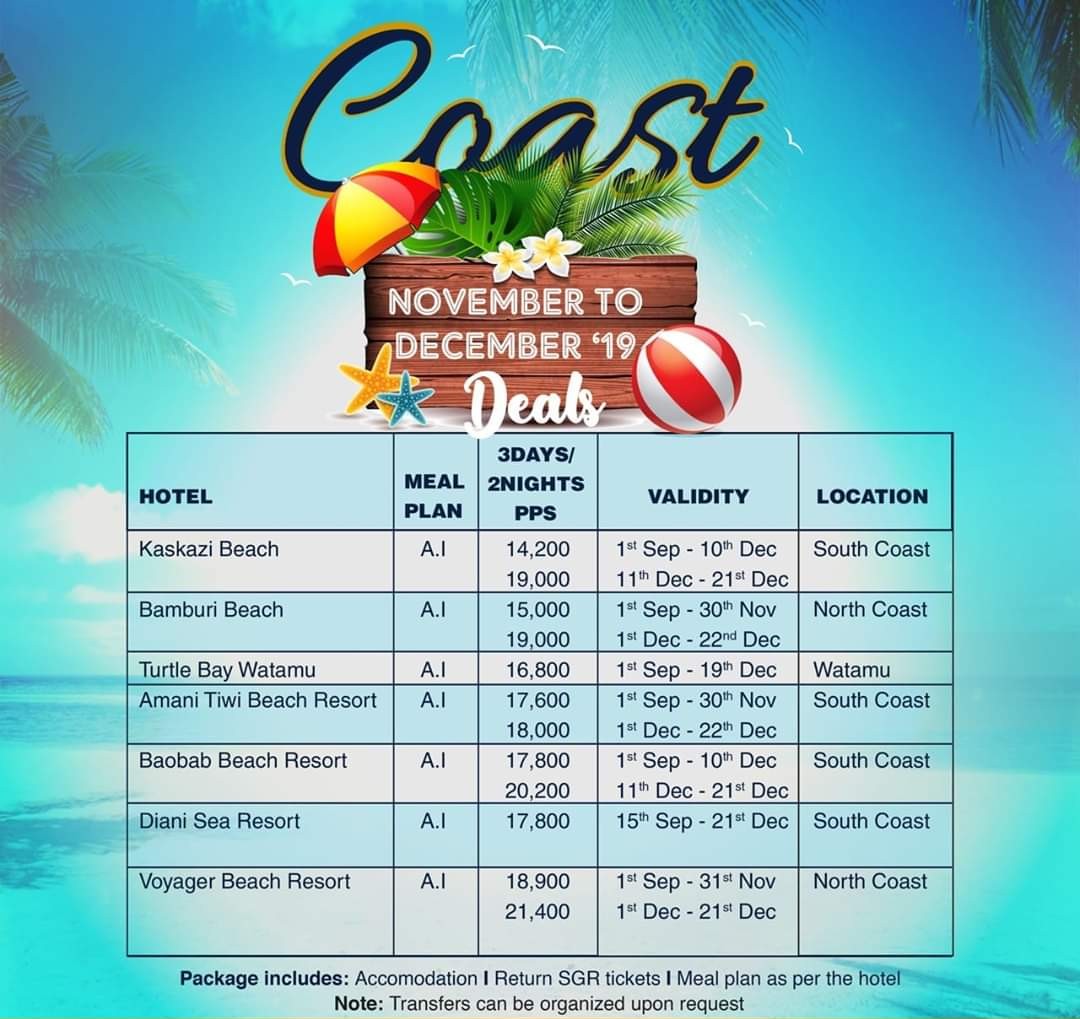 Coast
NOVEMBER TO
DECEMBER ‘19
Deals
HOTEL MEAL PLAN 3DAYS/ 2NIGHTS PPS VALIDITY LOCATION
Kaskazi Beach A.I 14,200 1st Sep - 10th Dec South Coast
19,000 11th Dec - 21st Dec
Bamburi Beach A.I 15,000 1st Sep - 30th Nov North Coast
19,000 1st Dec - 22nd Dec
Turtle Bay Watamu A.I 16,800 1st Sep - 19th Dec Watamu
Amani Tiwi Beach Resort A.I 17,600 1st Sep - 30th Nov South Coast
18,000 1st Dec - 22th Dec
Baobab Beach Resort A.I 17,800 1st Sep - 10th Dec South Coast
20,200 11th Dec - 21st Dec
Diani Sea Resort A.I 17,800 15th Sep - 21st Dec South Coast
Voyager Beach Resort A.I 18,900 1st Sep - 31st Nov North Coast
21,400 1st Dec - 21st Dec
Package includes: Accomodation I Return SGR tickets I Meal plan as per the hotel
Note: Transfers can be organized upon request